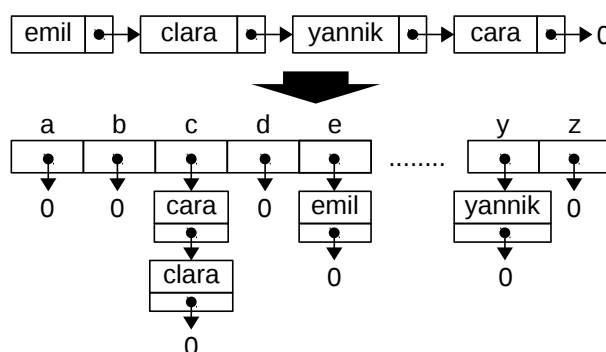 emil clara yannik cara 0
a b c d e ........ y z
0 0 cara 0 emil yannik 0
clara 0 0
0